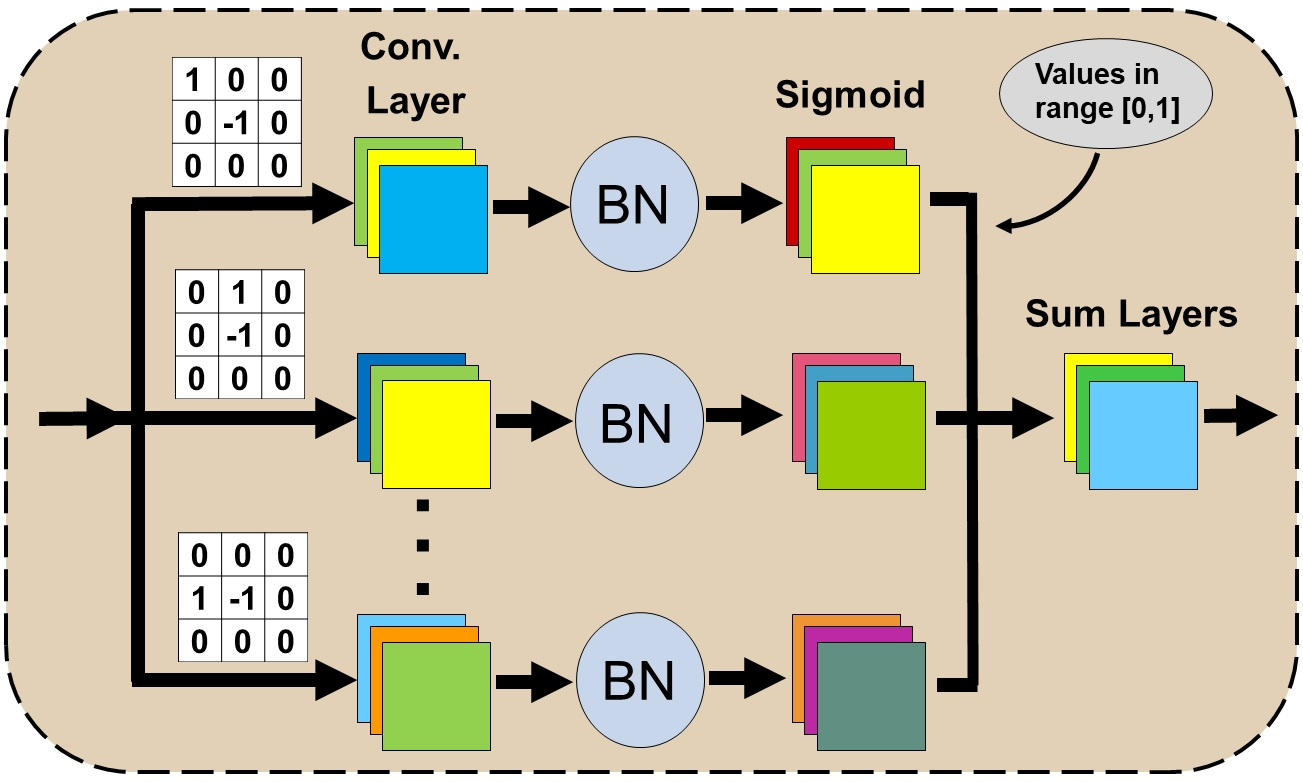 Conv.
Layer
Sigmoid
Values in
range [0,1]
1 0 0
0 -1 0
0 0 0
BN
0 1 0
0 -1 0
0 0 0
BN
Sum Layers
0 0 0
1 -1 0
0 0 0
BN